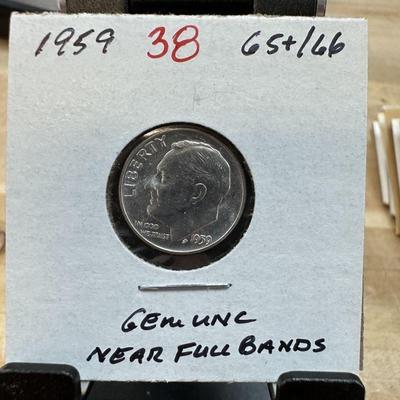 1959 38 65+/66
LIBERTY
IN GOD
WE TRUST
1959
GEM UNC
NEAR FULL BANDS